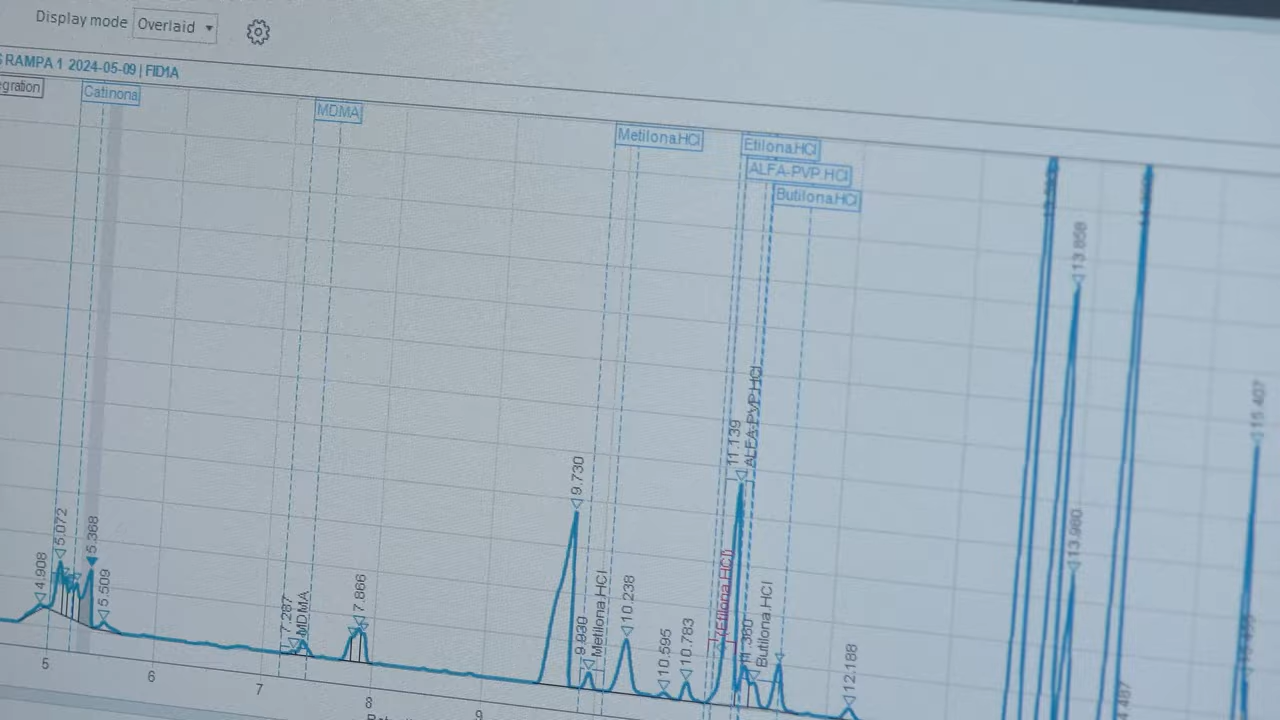 Display mode Overlaid
S RAMPA 1 2024-05-09 | FID1A
gration
Catinona
MDMA
Metilona.HCl
Etilona.HCl
ALFA-PVP.HCl
Butilona.HCl
4.908
5.072
5.368
5.509
7.287
MDMA
7.866
9.730
9.930
Metilona.HCl
10.238
10.595
10.783
Etilona.HCl
11.139
ALFA-PVP.HCl
11.360
Butilona.HCl
12.188
13.858
13.980
15.407
5
6
7
8
9